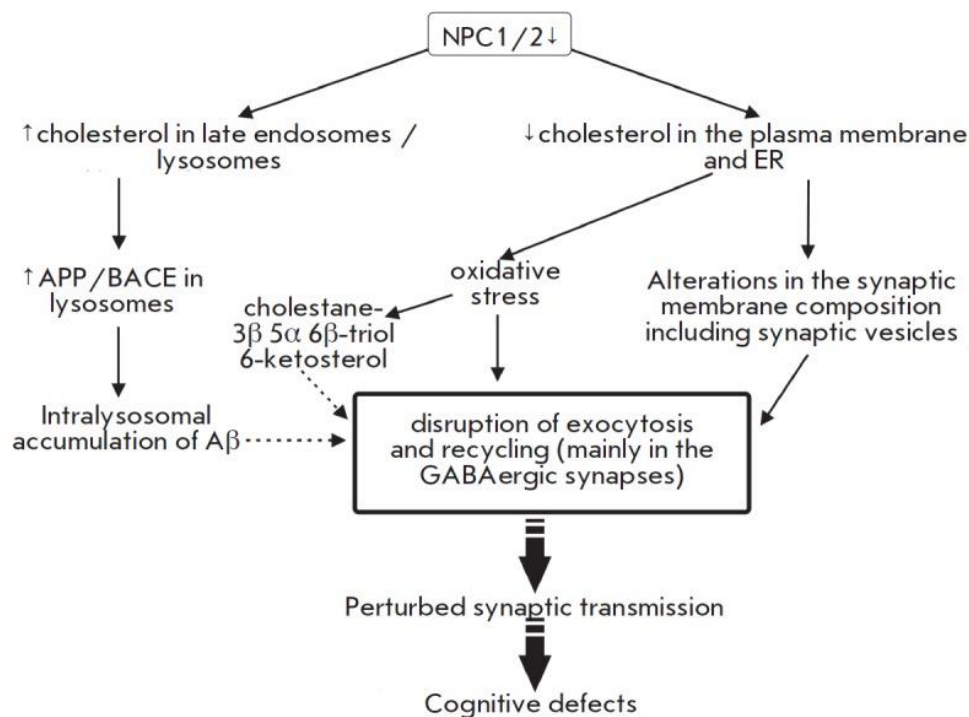 NPC1/2↓
↑cholesterol in late endosomes /
lysosomes
↓cholesterol in the plasma membrane
and ER
↑APP/BACE in
lysosomes
oxidative
stress
cholestane-
3β 5α 6β-triol
6-ketosterol
Alterations in the synaptic
membrane composition
including synaptic vesicles
Intralysosomal
accumulation of Aβ
disruption of exocytosis
and recycling (mainly in the
GABAergic synapses)
Perturbed synaptic transmission
Cognitive defects